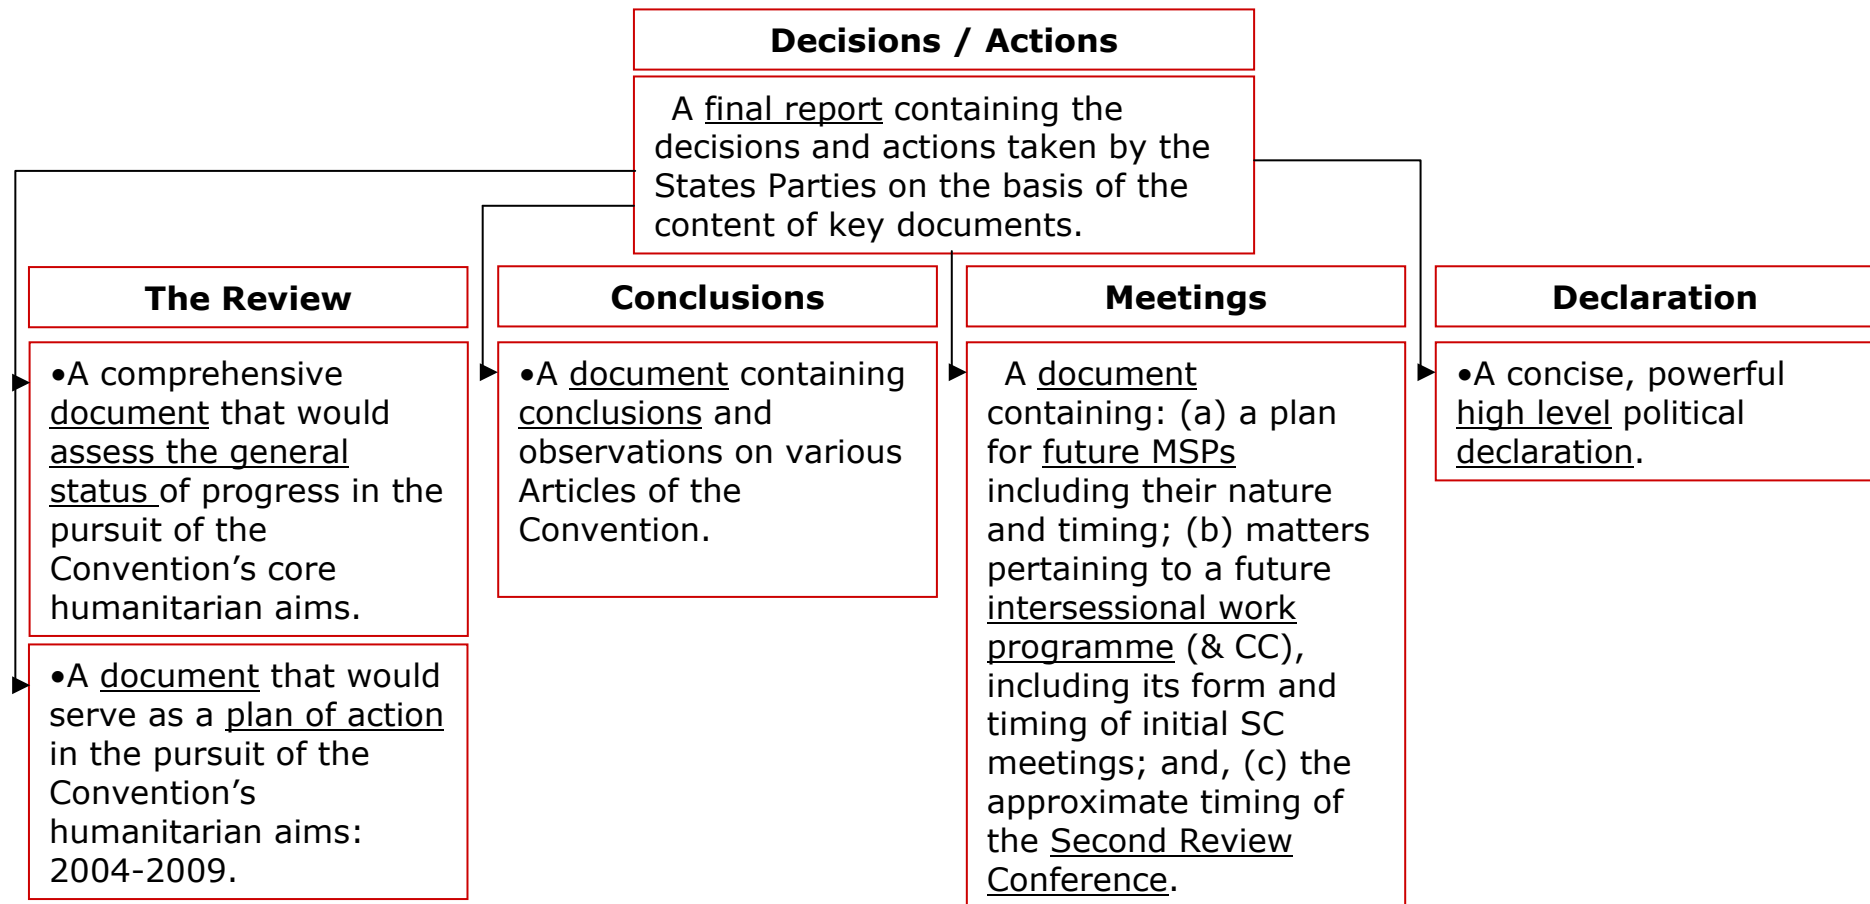 Decisions / Actions
A final report containing the
decisions and actions taken by the
States Parties on the basis of the
content of key documents.
The Review
•A comprehensive
document that would
assess the general
status of progress in the
pursuit of the
Convention’s core
humanitarian aims.
•A document that would
serve as a plan of action
in the pursuit of the
Convention’s
humanitarian aims:
2004-2009.
Conclusions
•A document containing
conclusions and
observations on various
Articles of the
Convention.
Meetings
A document
containing: (a) a plan
for future MSPs
including their nature
and timing; (b) matters
pertaining to a future
intersessional work
programme (& CC),
including its form and
timing of initial SC
meetings; and, (c) the
approximate timing of
the Second Review
Conference.
Declaration
•A concise, powerful
high level political
declaration.